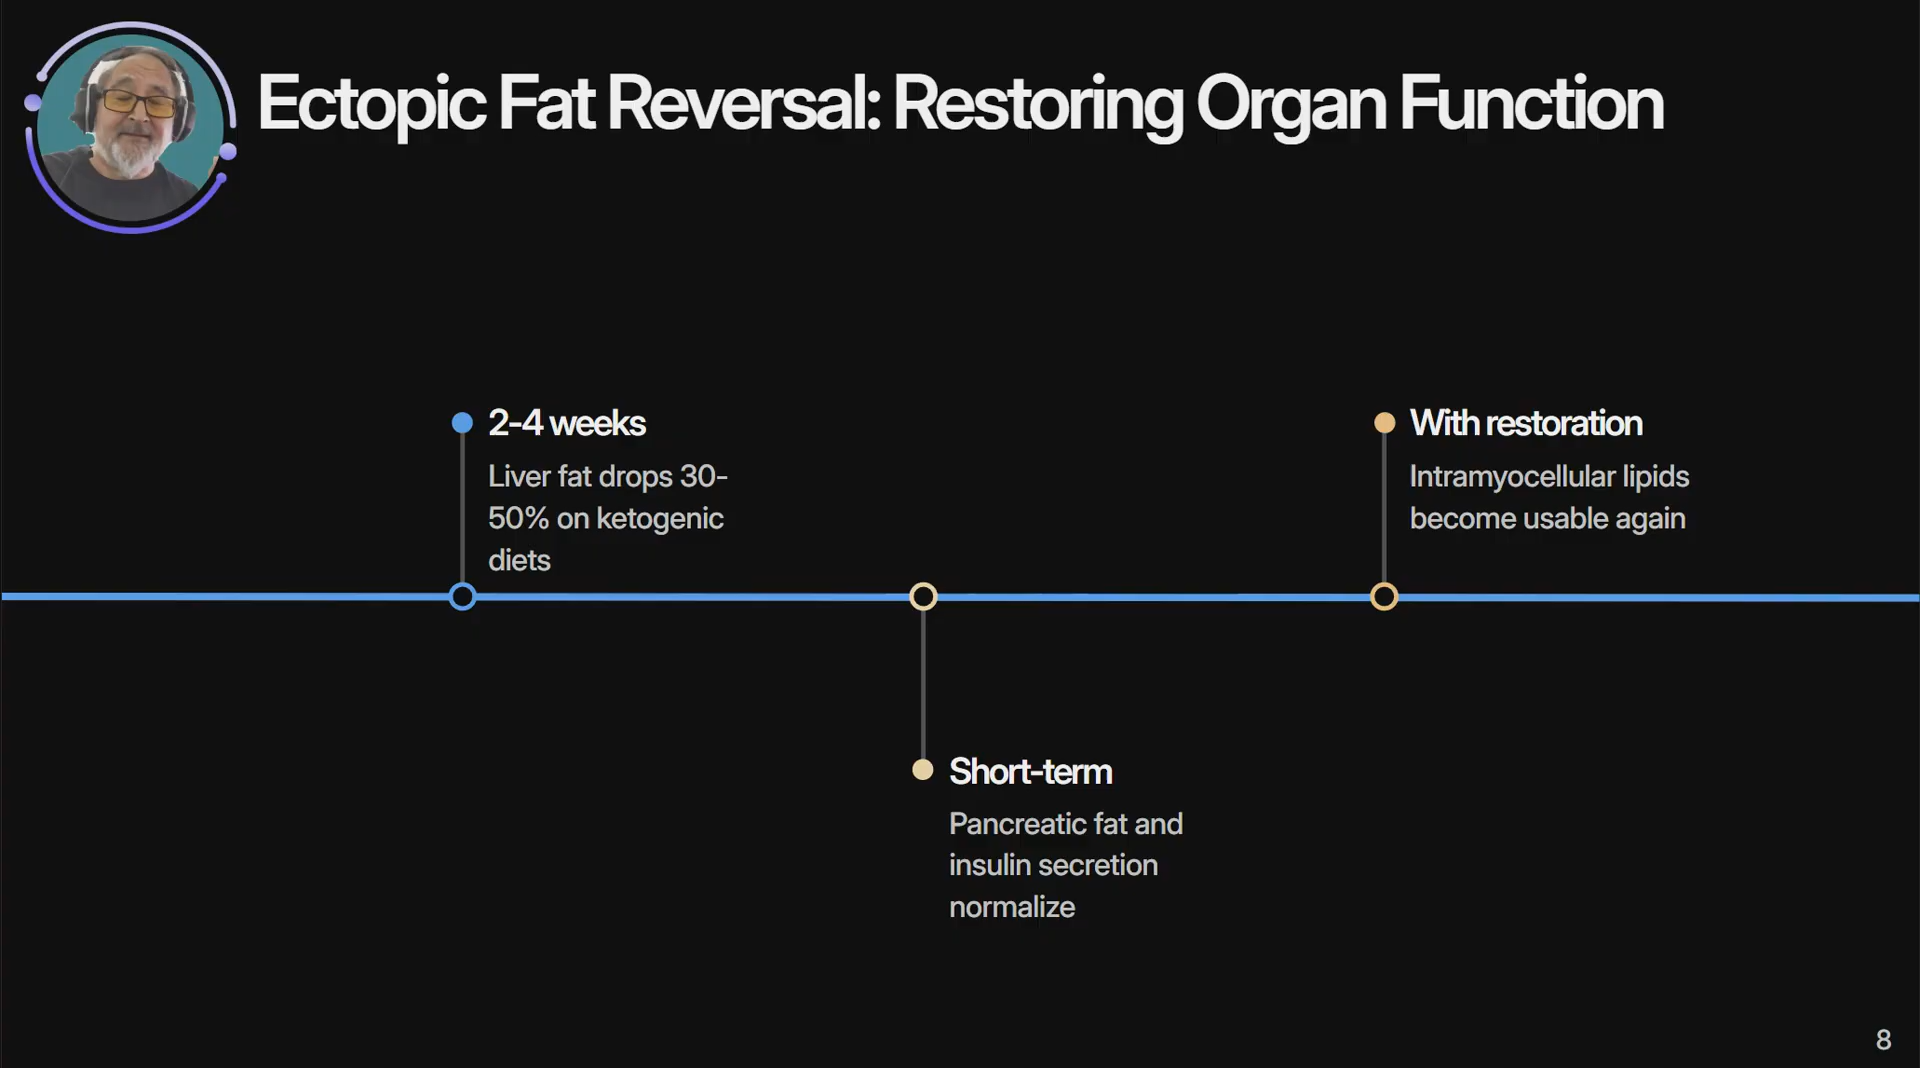 Ectopic Fat Reversal: Restoring Organ Function
2-4 weeks
Liver fat drops 30-
50% on ketogenic
diets
With restoration
Intramyocellular lipids
become usable again
Short-term
Pancreatic fat and
insulin secretion
normalize
8